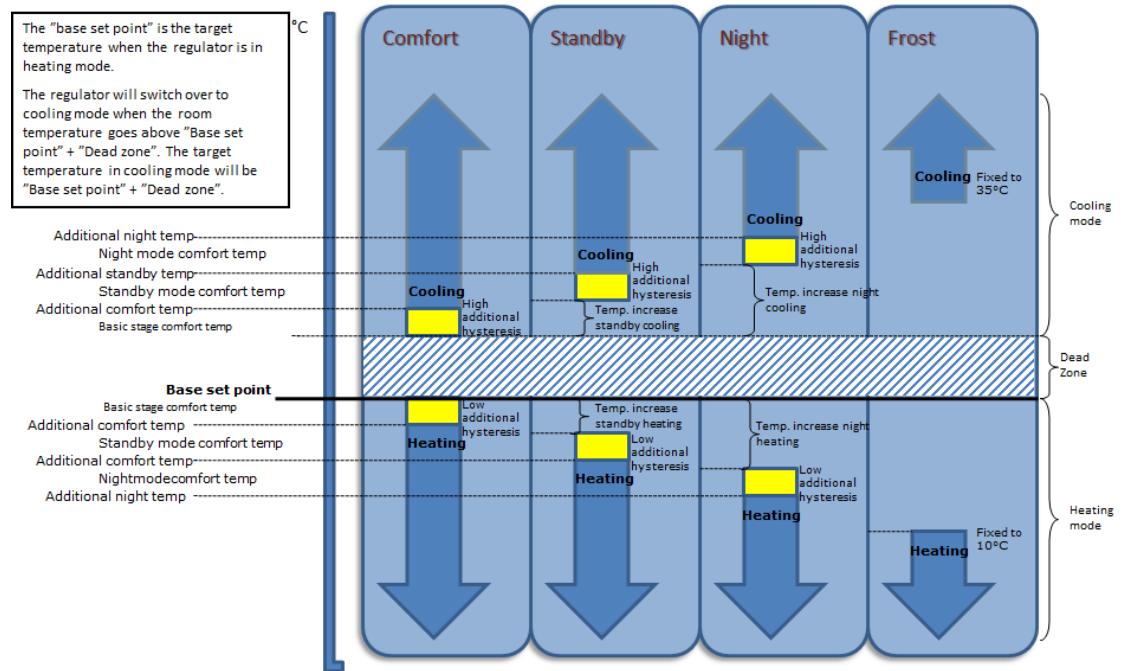 The ”base set point” is the target
temperature when the regulator is in
heating mode.
The regulator will switch over to
cooling mode when the room
temperature goes above ”Base set
point” + ”Dead zone”. The target
temperature in cooling mode will be
”Base set point” + ”Dead zone”.
°C
Comfort
Standby
Night
Frost
Cooling
Fixed to
35°C
Cooling
mode
Additional night temp
Night mode comfort temp
Cooling
High
additional
hysteresis
Additional standby temp
Standby mode comfort temp
Cooling
High
additional
hysteresis
Temp. increase night
cooling
Additional comfort temp
Basic stage comfort temp
Cooling
High
additional
hysteresis
Temp. increase
standby cooling
Dead
Zone
Base set point
Basic stage comfort temp
Additional comfort temp
Standby mode comfort temp
Additional comfort temp
Nightmodecomfort temp
Additional night temp
Low
additional
hysteresis
Heating
Temp. increase
standby heating
Low
additional
hysteresis
Heating
Temp. increase night
heating
Low
additional
hysteresis
Heating
Heating
Fixed to
10°C
Heating
mode